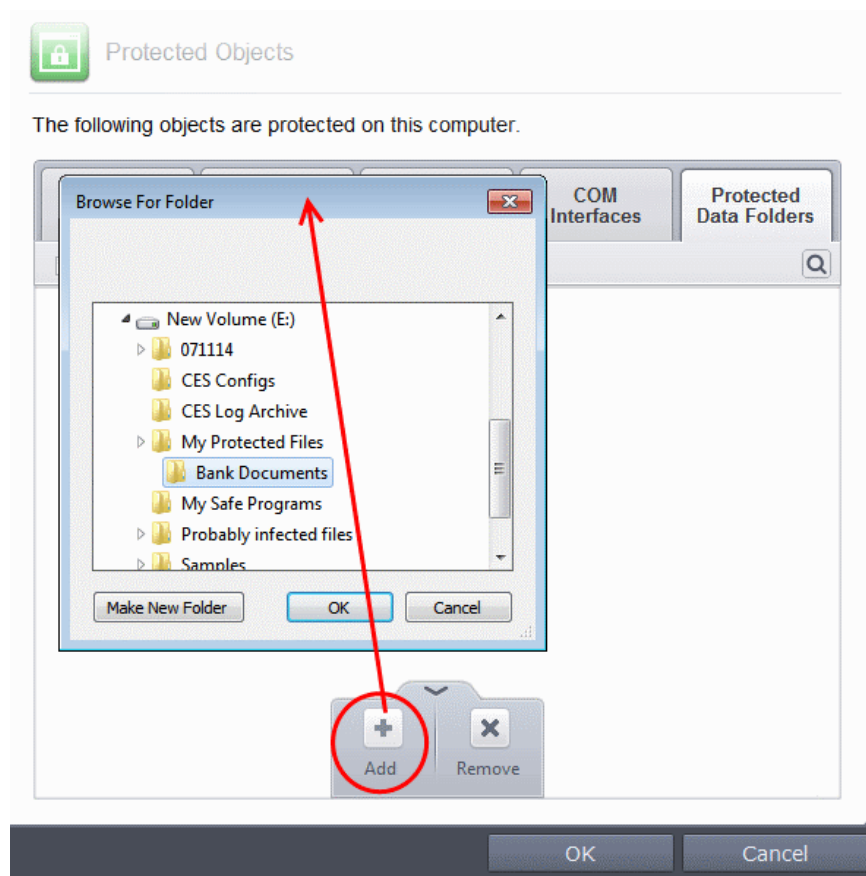 Protected Objects
The following objects are protected on this computer.
COM
Interfaces
Protected
Data Folders
Browse For Folder
New Volume (E:)
071114
CES Configs
CES Log Archive
My Protected Files
Bank Documents
My Safe Programs
Probably infected files
Samples
Make New Folder
OK
Cancel
Add
Remove
OK
Cancel